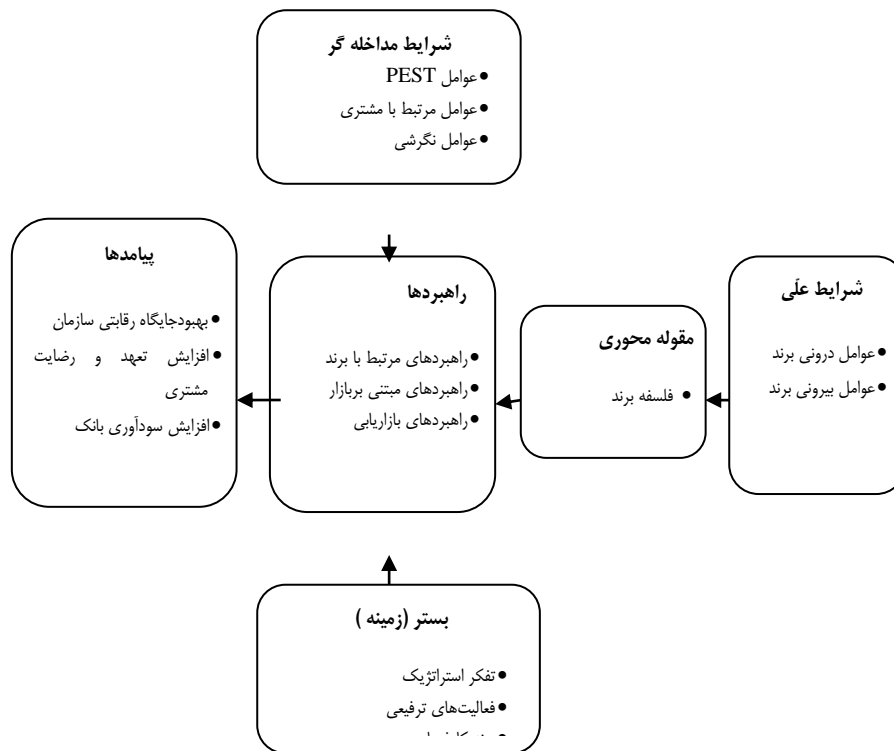 شرایط مداخله گر
•عوامل PEST
•عوامل مرتبط با مشتری
•عوامل نگرشی
شرایط علّی
•عوامل درونی برند
•عوامل بیرونی برند
مقوله محوری
• فلسفه برند
راهبردها
•راهبردهای مرتبط با برند
•راهبردهای مبتنی بربازار
•راهبردهای بازاریابی
پیامدها
•بهبودجایگاه رقابتی سازمان
•افزایش تعهد و رضایت
مشتری
•افزایش سودآوری بانک
بستر (زمینه )
•تفکر استراتژیک
•فعالیت‌های ترفیعی